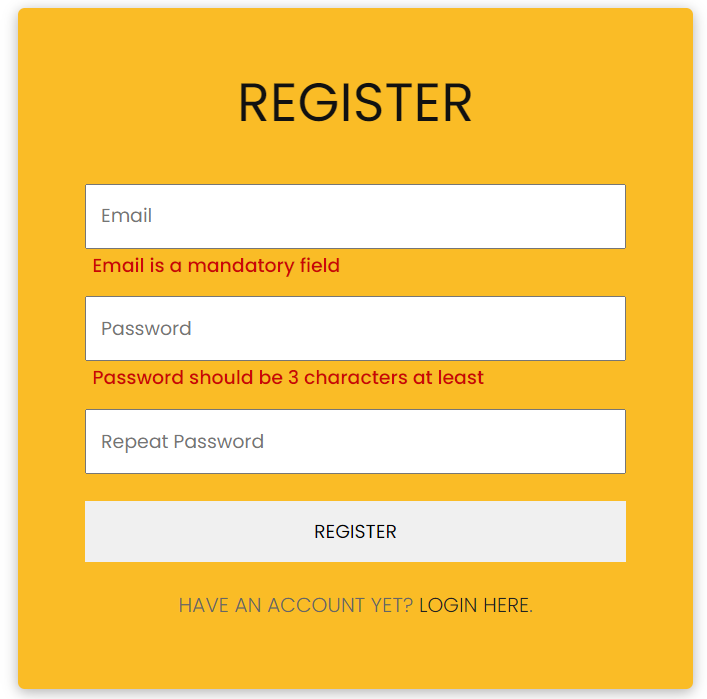 REGISTER
Email
Email is a mandatory field
Password
Password should be 3 characters at least
Repeat Password
REGISTER
HAVE AN ACCOUNT YET? LOGIN HERE.